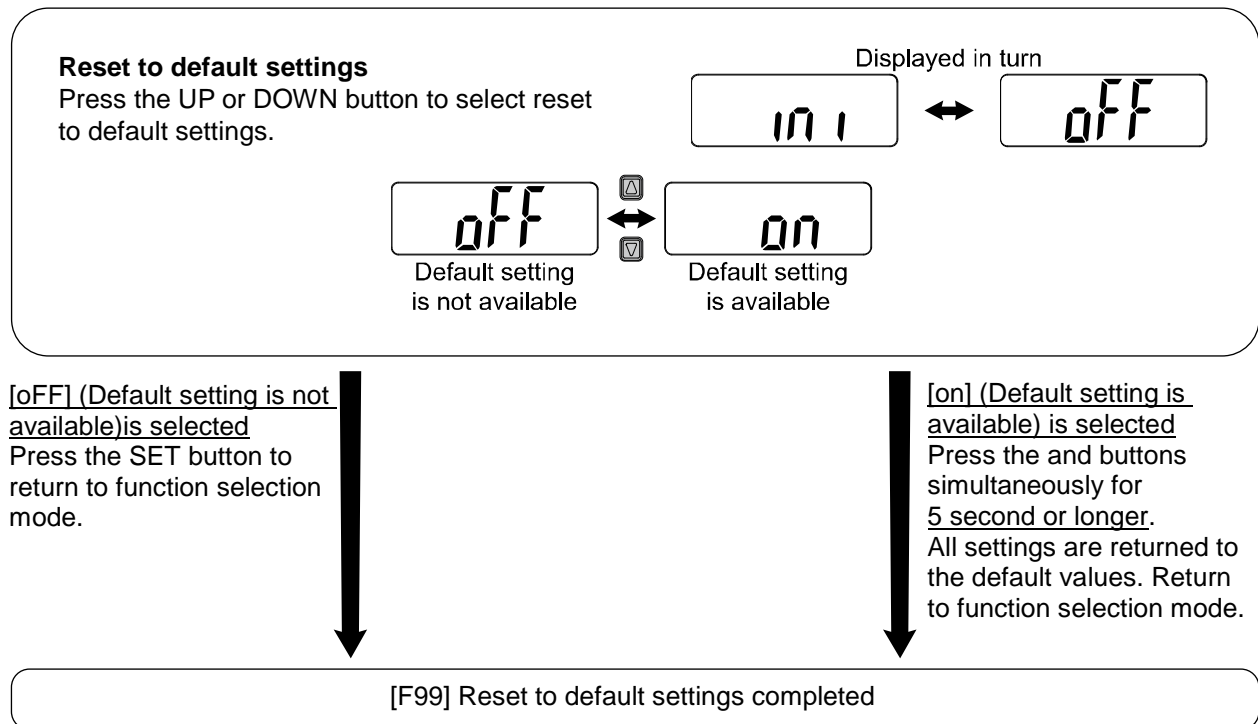 Reset to default settings
Press the UP or DOWN button to select reset
to default settings.
Displayed in turn
ini
oFF
oFF
on
Default setting
is not available
Default setting
is available
[oFF] (Default setting is not
available)is selected
Press the SET button to
return to function selection
mode.
[on] (Default setting is
available) is selected
Press the and buttons
simultaneously for
5 second or longer.
All settings are returned to
the default values. Return
to function selection mode.
[F99] Reset to default settings completed